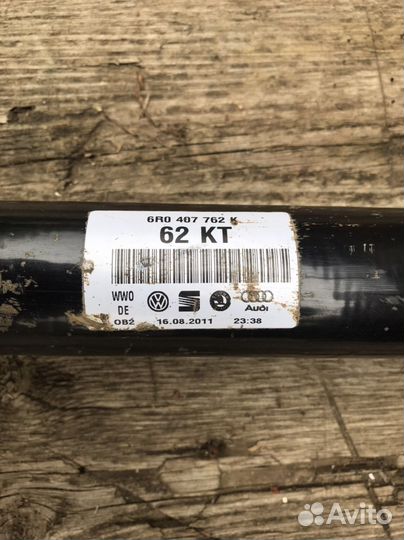 6R0 407 762 K
62 KT
WWO
DE
Audi
OB2 16.08.2011 23:38
Avito